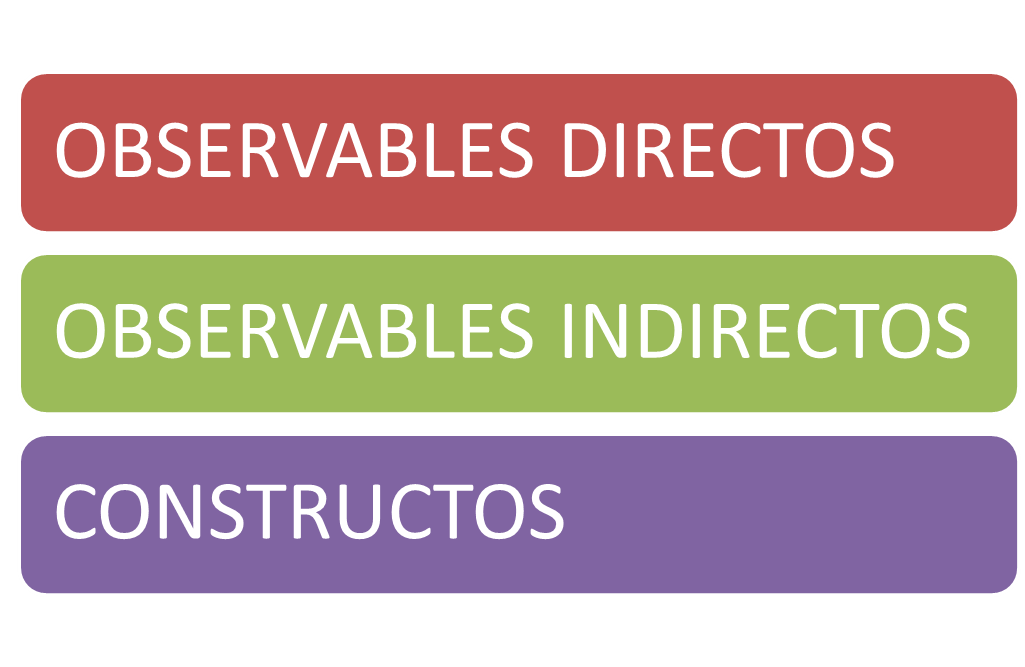 OBSERVABLES DIRECTOS
OBSERVABLES INDIRECTOS
CONSTRUCTOS